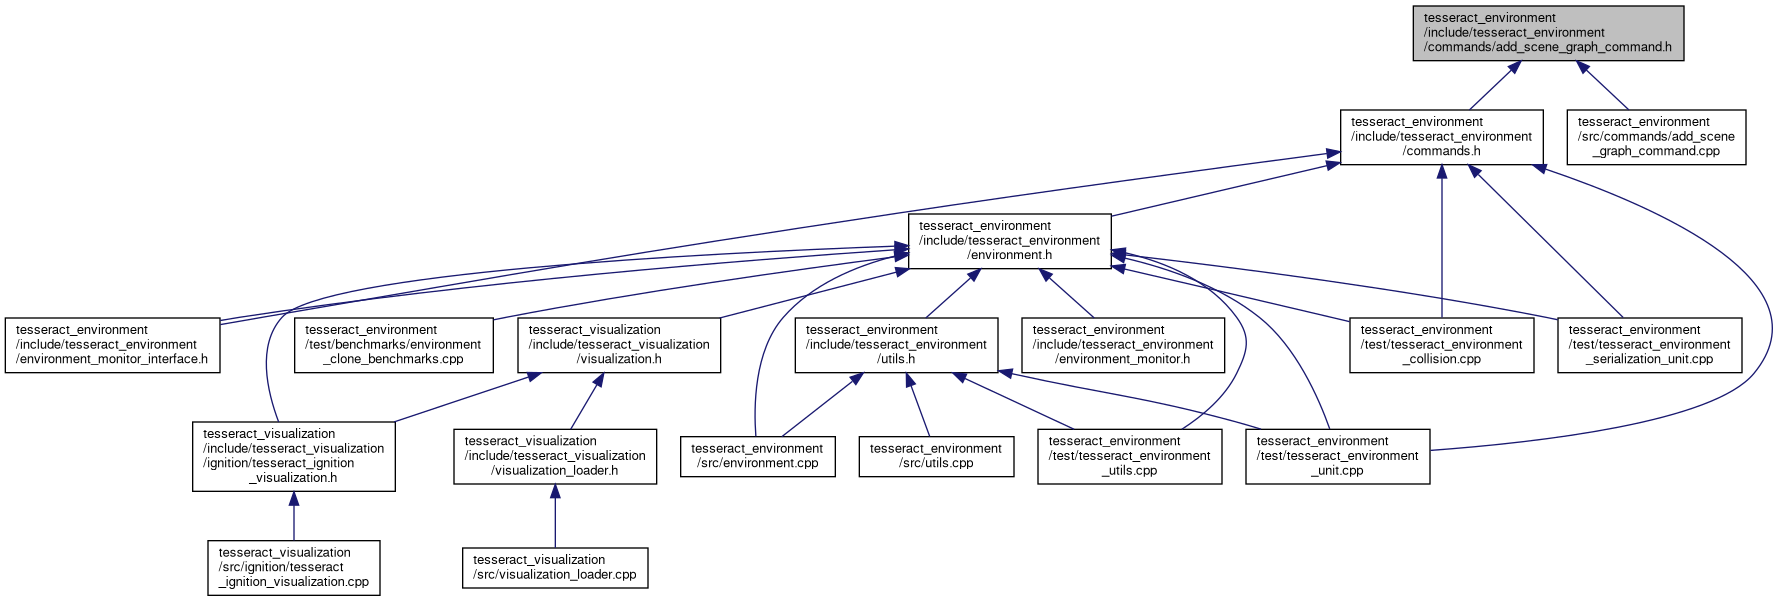 tesseract_environment
/include/tesseract_environment
/commands/add_scene_graph_command.h
tesseract_environment
/include/tesseract_environment
/commands.h
tesseract_environment
/src/commands/add_scene
_graph_command.cpp
tesseract_environment
/include/tesseract_environment
/environment.h
tesseract_environment
/include/tesseract_environment
/environment_monitor_interface.h
tesseract_environment
/test/benchmarks/environment
_clone_benchmarks.cpp
tesseract_visualization
/include/tesseract_visualization
/visualization.h
tesseract_environment
/include/tesseract_environment
/utils.h
tesseract_environment
/include/tesseract_environment
/environment_monitor.h
tesseract_environment
/test/tesseract_environment
_collision.cpp
tesseract_environment
/test/tesseract_environment
_serialization_unit.cpp
tesseract_visualization
/include/tesseract_visualization
/ignition/tesseract_ignition
_visualization.h
tesseract_visualization
/include/tesseract_visualization
/visualization_loader.h
tesseract_environment
/src/environment.cpp
tesseract_environment
/src/utils.cpp
tesseract_environment
/test/tesseract_environment
_utils.cpp
tesseract_environment
/test/tesseract_environment
_unit.cpp
tesseract_visualization
/src/ignition/tesseract
_ignition_visualization.cpp
tesseract_visualization
/src/visualization_loader.cpp